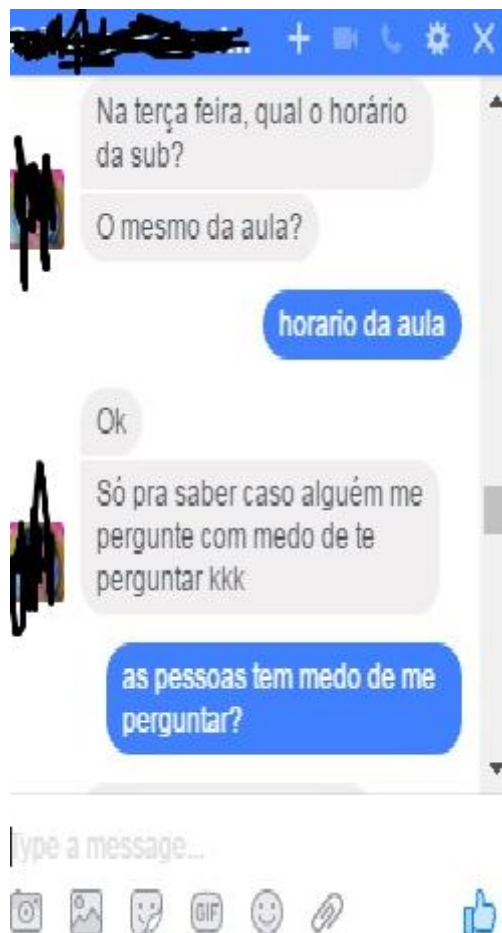 Na terça feira, qual o horário
da sub?
O mesmo da aula?
horario da aula
Ok
Só pra saber caso alguém me
pergunte com medo de te
perguntar kkk
as pessoas tem medo de me
perguntar?
Type a message...
GIF